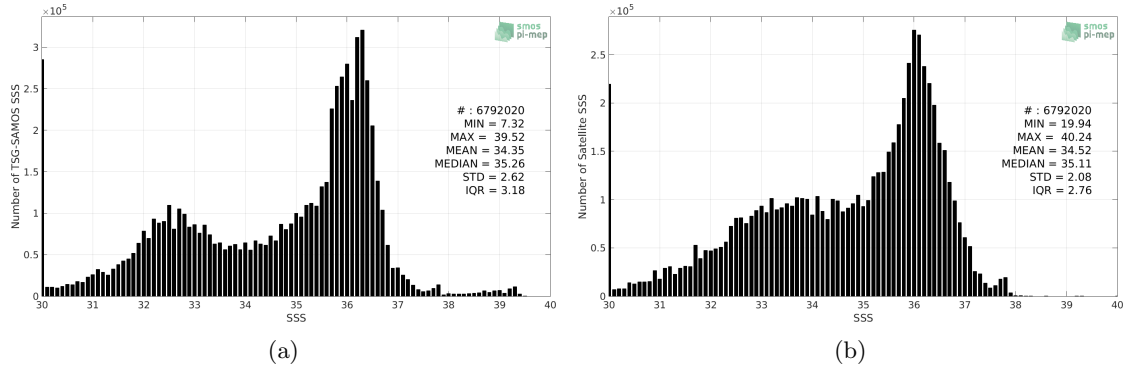 ×10^5
smos
pi-mep
Number of TSG-SAMOS SSS
3
2.5
2
1.5
1
0.5
0
# : 6792020
MIN = 7.32
MAX = 39.52
MEAN = 34.35
MEDIAN = 35.26
STD = 2.62
IQR = 3.18
30 31 32 33 34 35 36 37 38 39 40
SSS
(a)
×10^5
smos
pi-mep
Number of Satellite SSS
2.5
2
1.5
1
0.5
0
# : 6792020
MIN = 19.94
MAX = 40.24
MEAN = 34.52
MEDIAN = 35.11
STD = 2.08
IQR = 2.76
30 31 32 33 34 35 36 37 38 39 40
SSS
(b)